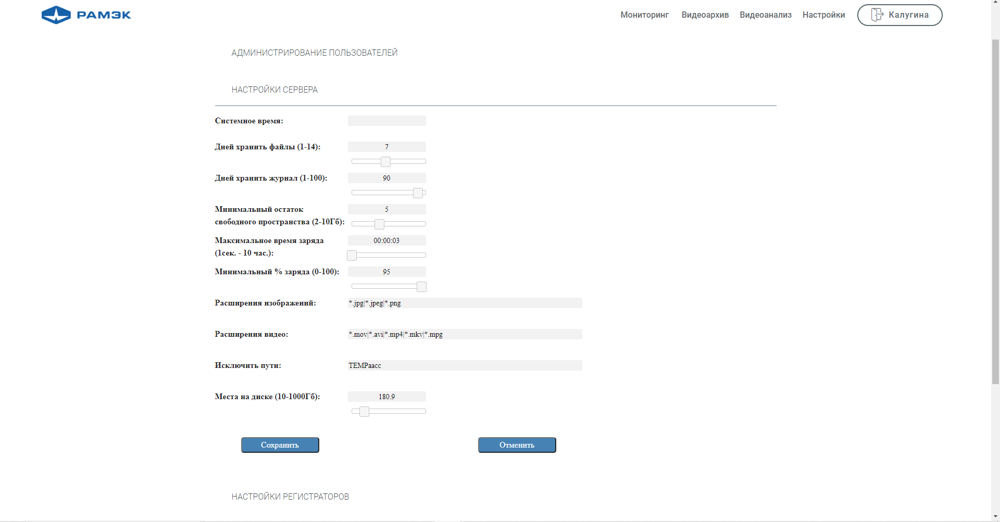 РАМЭК
Мониторинг Видеоархив Видеоанализ Настройки Калугина
АДМИНИСТРИРОВАНИЕ ПОЛЬЗОВАТЕЛЕЙ
НАСТРОЙКИ СЕРВЕРА
Системное время:
Дней хранить файлы (1-14): 7
Дней хранить журнал (1-100): 90
Минимальный остаток 5
свободного пространства (2-10Гб):
Максимальное время заряда 00:00:03
(1сек. - 10 час.):
Минимальный % заряда (0-100): 95
Расширения изображений: *.jpg|*.jpeg|*.png
Расширения видео: *.mov|*.avi|*.mp4|*.mkv|*.mpg
Исключить пути: TEMPаасс
Места на диске (10-1000Гб): 180.9
Сохранить Отменить
НАСТРОЙКИ РЕГИСТРАТОРОВ